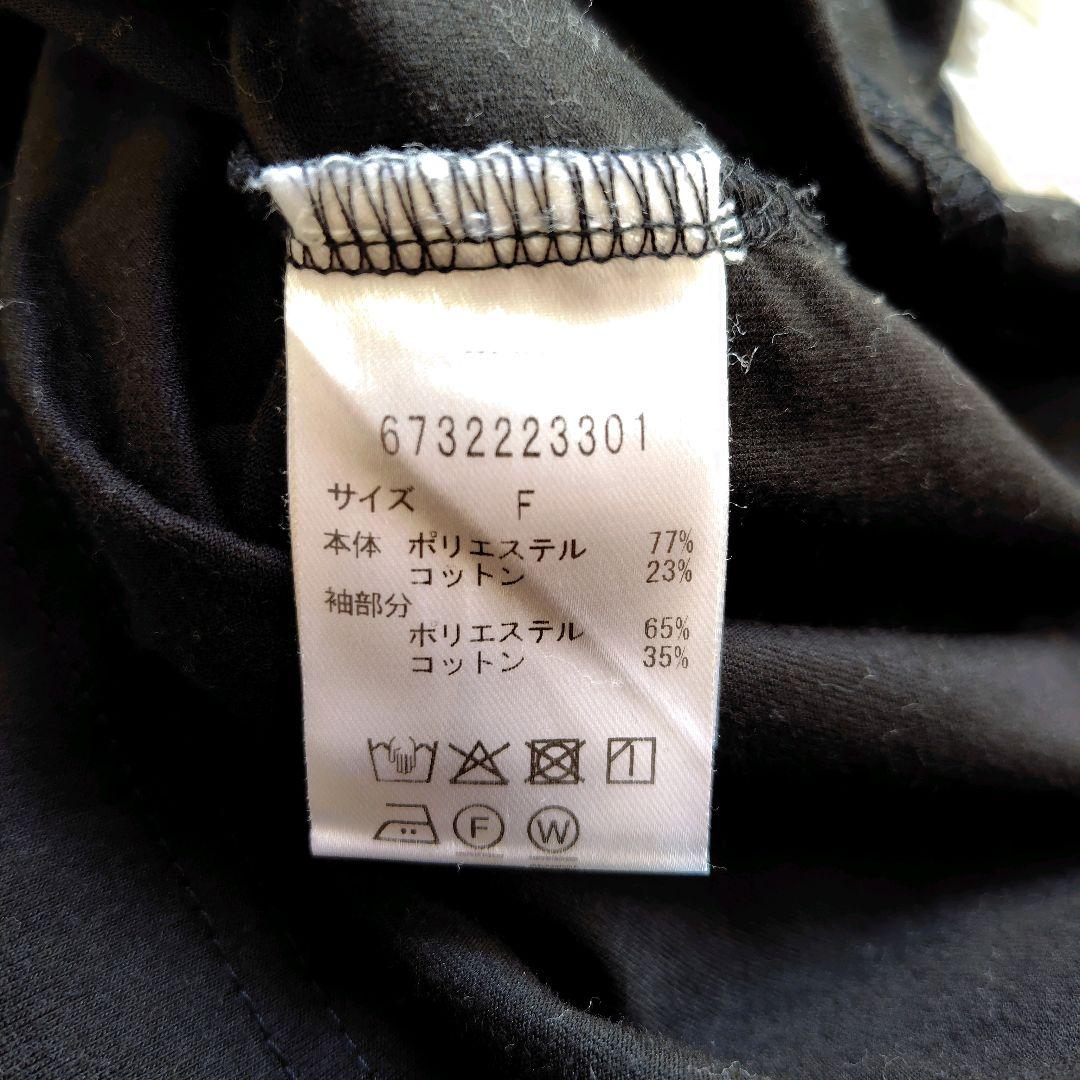 6732223301
サイズ F
本体 ポリエステル 77%
コットン 23%
袖部分
ポリエステル 65%
コットン 35%
F W